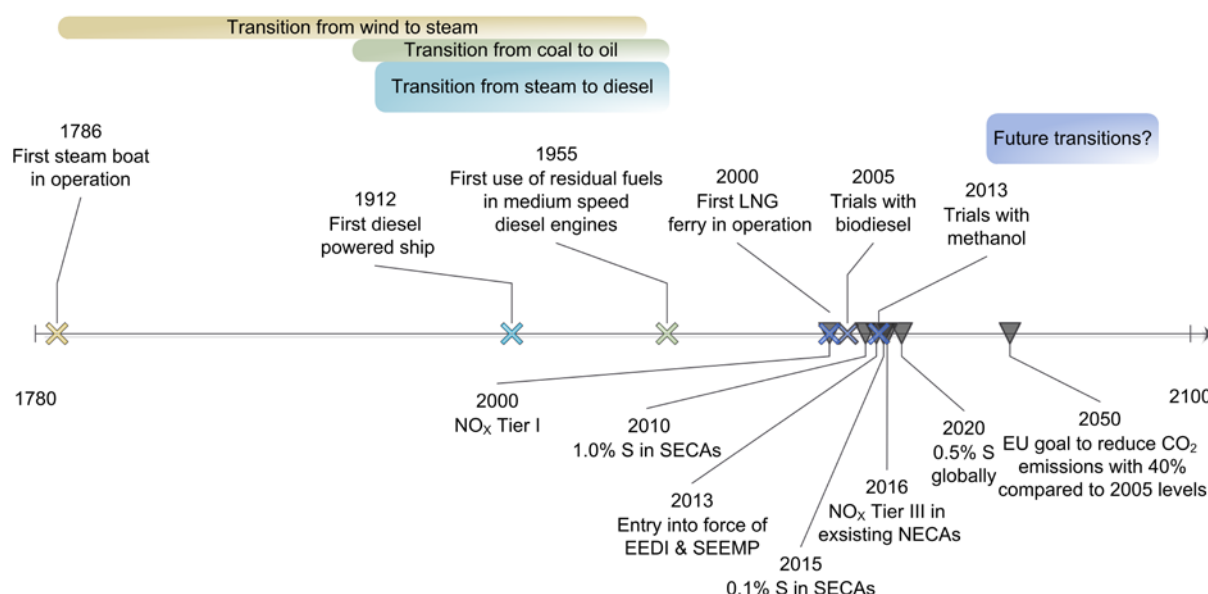 Transition from wind to steam
Transition from coal to oil
Transition from steam to diesel
Future transitions?
1786
First steam boat
in operation
1912
First diesel
powered ship
1955
First use of residual fuels
in medium speed
diesel engines
2000
First LNG
ferry in operation
2005
Trials with
biodiesel
2013
Trials with
methanol
1780
2100
2000
NOₓ Tier I
2010
1.0% S in SECAs
2013
Entry into force of
EEDI & SEEMP
2015
0.1% S in SECAs
2016
NOₓ Tier III in
exsisting NECAs
2020
0.5% S
globally
2050
EU goal to reduce CO₂
emissions with 40%
compared to 2005 levels